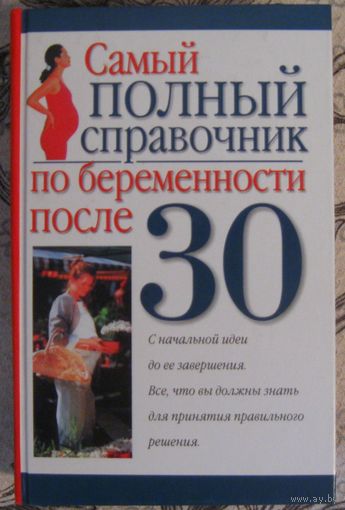 Самый
ПОЛНЫЙ
справочник
по беременности
после
30
С начальной идеи
до ее завершения.
Все, что вы должны знать
для принятия правильного
решения.
www.ay.by